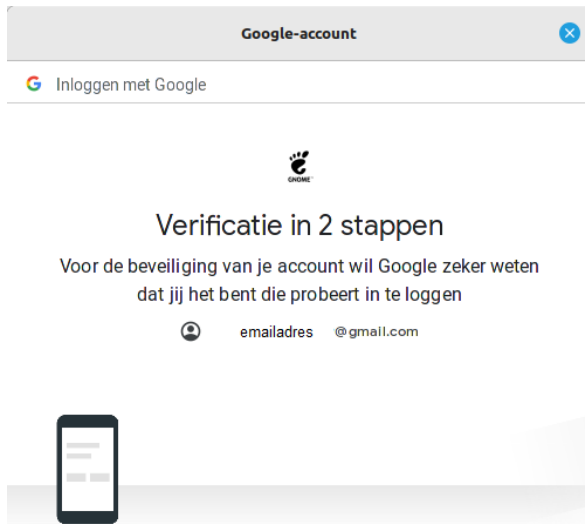 Google-account
Inloggen met Google
GNOME
Verificatie in 2 stappen
Voor de beveiliging van je account wil Google zeker weten
dat jij het bent die probeert in te loggen
emailadres @gmail.com